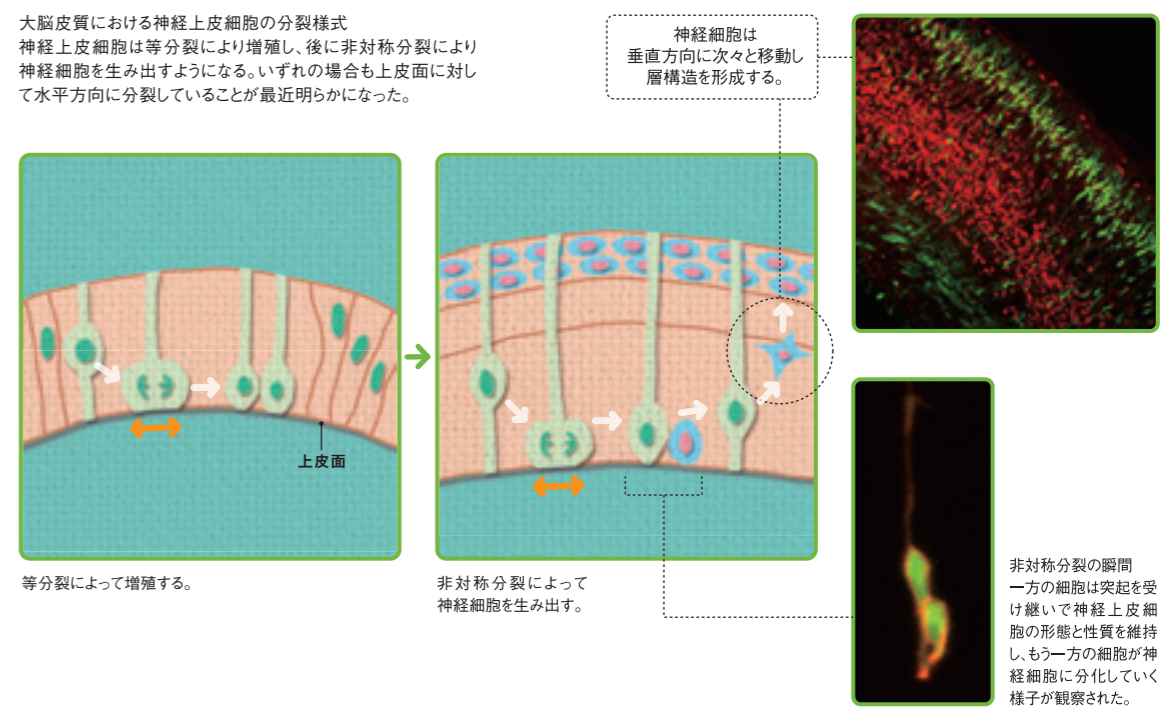 大脳皮質における神経上皮細胞の分裂様式
神経上皮細胞は等分裂により増殖し、後に非対称分裂により
神経細胞を生み出すようになる。いずれの場合も上皮面に対し
て水平方向に分裂していることが最近明らかになった。
神経細胞は
垂直方向に次々と移動し
層構造を形成する。
上皮面
等分裂によって増殖する。
非対称分裂によって
神経細胞を生み出す。
非対称分裂の瞬間
一方の細胞は突起を受
け継いで神経上皮細
胞の形態と性質を維持
し、もう一方の細胞が神
経細胞に分化していく
様子が観察された。